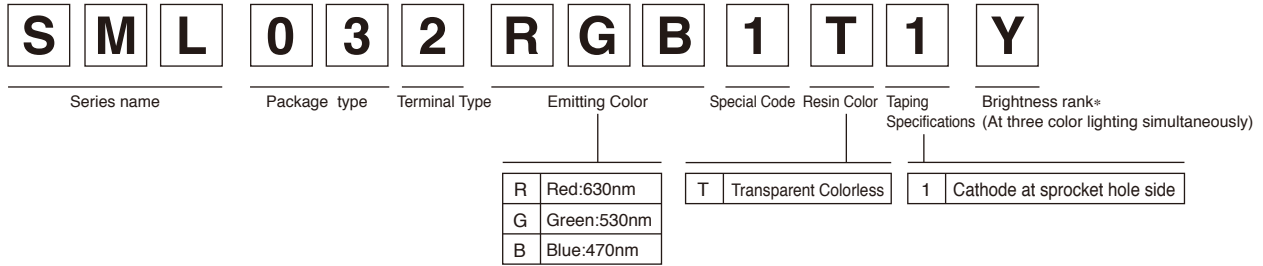 S M L 0 3 2 R G B 1 T 1 Y
Series name Package type Terminal Type Emitting Color Special Code Resin Color Taping Specifications Brightness rank*
(At three color lighting simultaneously)
R Red:630nm
G Green:530nm
B Blue:470nm
T Transparent Colorless
1 Cathode at sprocket hole side